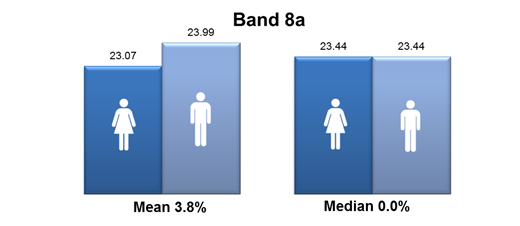 Band 8a
23.07 23.99 23.44 23.44
Mean 3.8% Median 0.0%